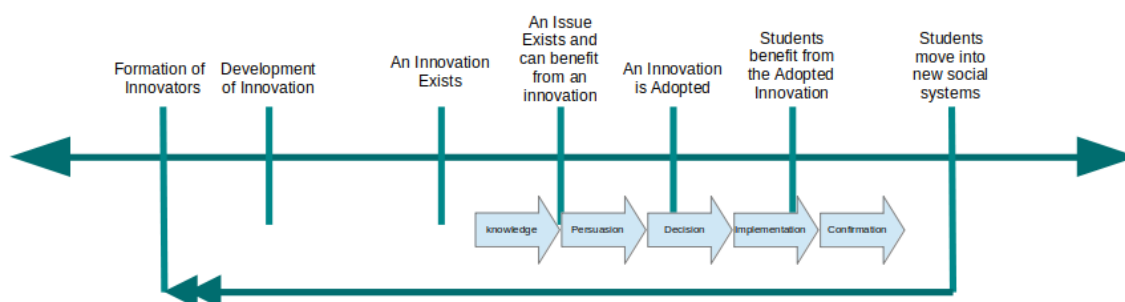 Formation of
Innovators
Development
of Innovation
An Innovation
Exists
An Issue
Exists and
can benefit
from an
innovation
An Innovation
is Adopted
Students
benefit from
the Adopted
Innovation
Students
move into
new social
systems
knowledge
Persuasion
Decision
Implementation
Confirmation